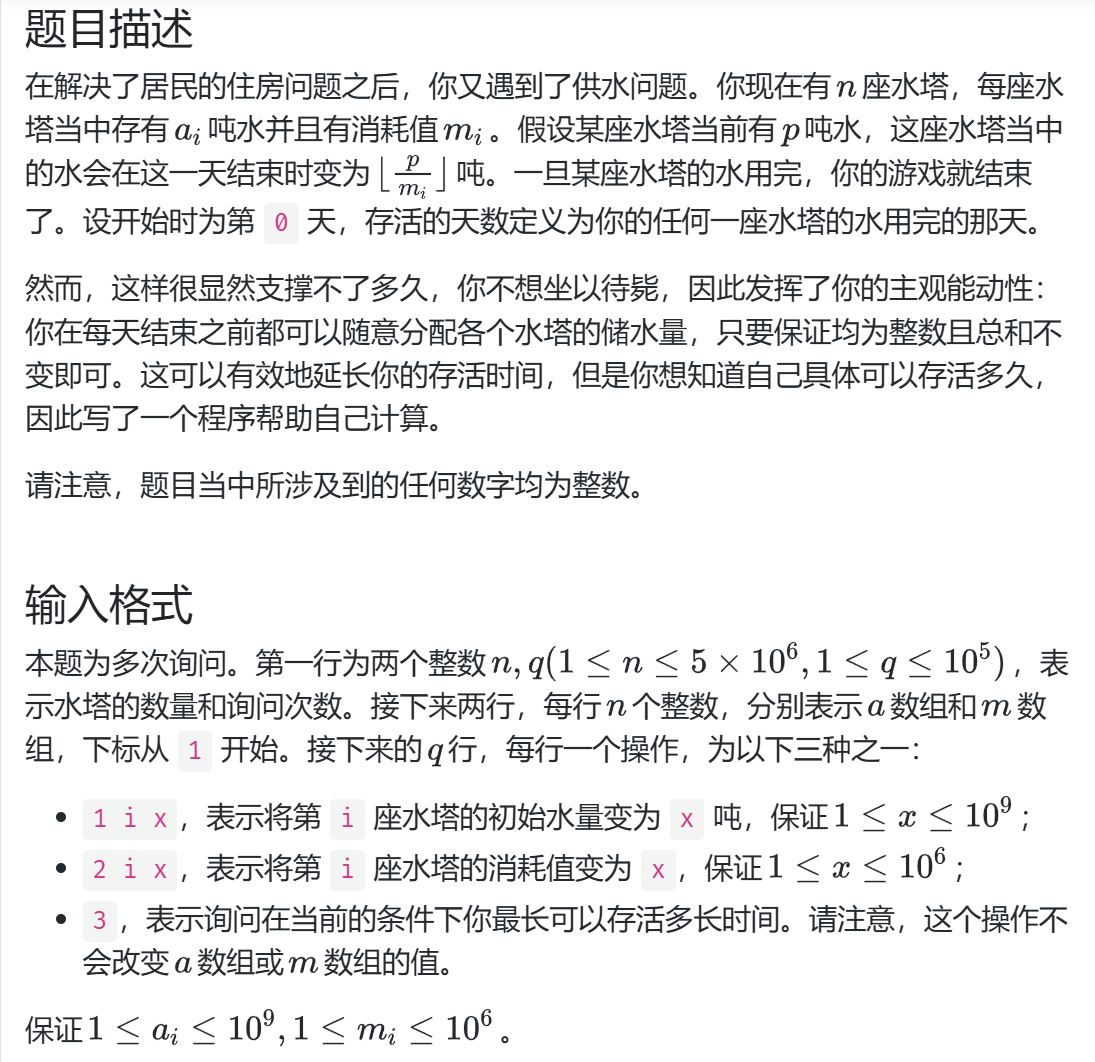 题目描述
在解决了居民的住房问题之后，你又遇到了供水问题。你现在有 $n$ 座水塔，每座水
塔当中存有 $a_i$ 吨水并且有消耗值 $m_i$ 。假设某座水塔当前有 $p$ 吨水，这座水塔当中
的水会在这一天结束时变为 $\lfloor \frac{p}{m_i} \rfloor$ 吨。一旦某座水塔的水用完，你的游戏就结束
了。设开始时为第 0 天，存活的天数定义为你的任何一座水塔的水用完的那天。
然而，这样很显然支撑不了多久，你不想坐以待毙，因此发挥了你的主观能动性：
你在每天结束之前都可以随意分配各个水塔的储水量，只要保证均为整数且总和不
变即可。这可以有效地延长你的存活时间，但是你想知道自己具体可以存活多久，
因此写了一个程序帮助自己计算。
请注意，题目当中所涉及到的任何数字均为整数。
输入格式
本题为多次询问。第一行为两个整数 $n, q(1 \le n \le 5 \times 10^6, 1 \le q \le 10^5)$ ，表
示水塔的数量和询问次数。接下来两行，每行 $n$ 个整数，分别表示 $a$ 数组和 $m$ 数
组，下标从 1 开始。接下来的 $q$ 行，每行一个操作，为以下三种之一：
• 1 i x ，表示将第 i 座水塔的初始水量变为 x 吨，保证 $1 \le x \le 10^9$ ；
• 2 i x ，表示将第 i 座水塔的消耗值变为 x ，保证 $1 \le x \le 10^6$ ；
• 3 ，表示询问在当前的条件下你最长可以存活多长时间。请注意，这个操作不
会改变 $a$ 数组或 $m$ 数组的值。
保证 $1 \le a_i \le 10^9, 1 \le m_i \le 10^6$ 。